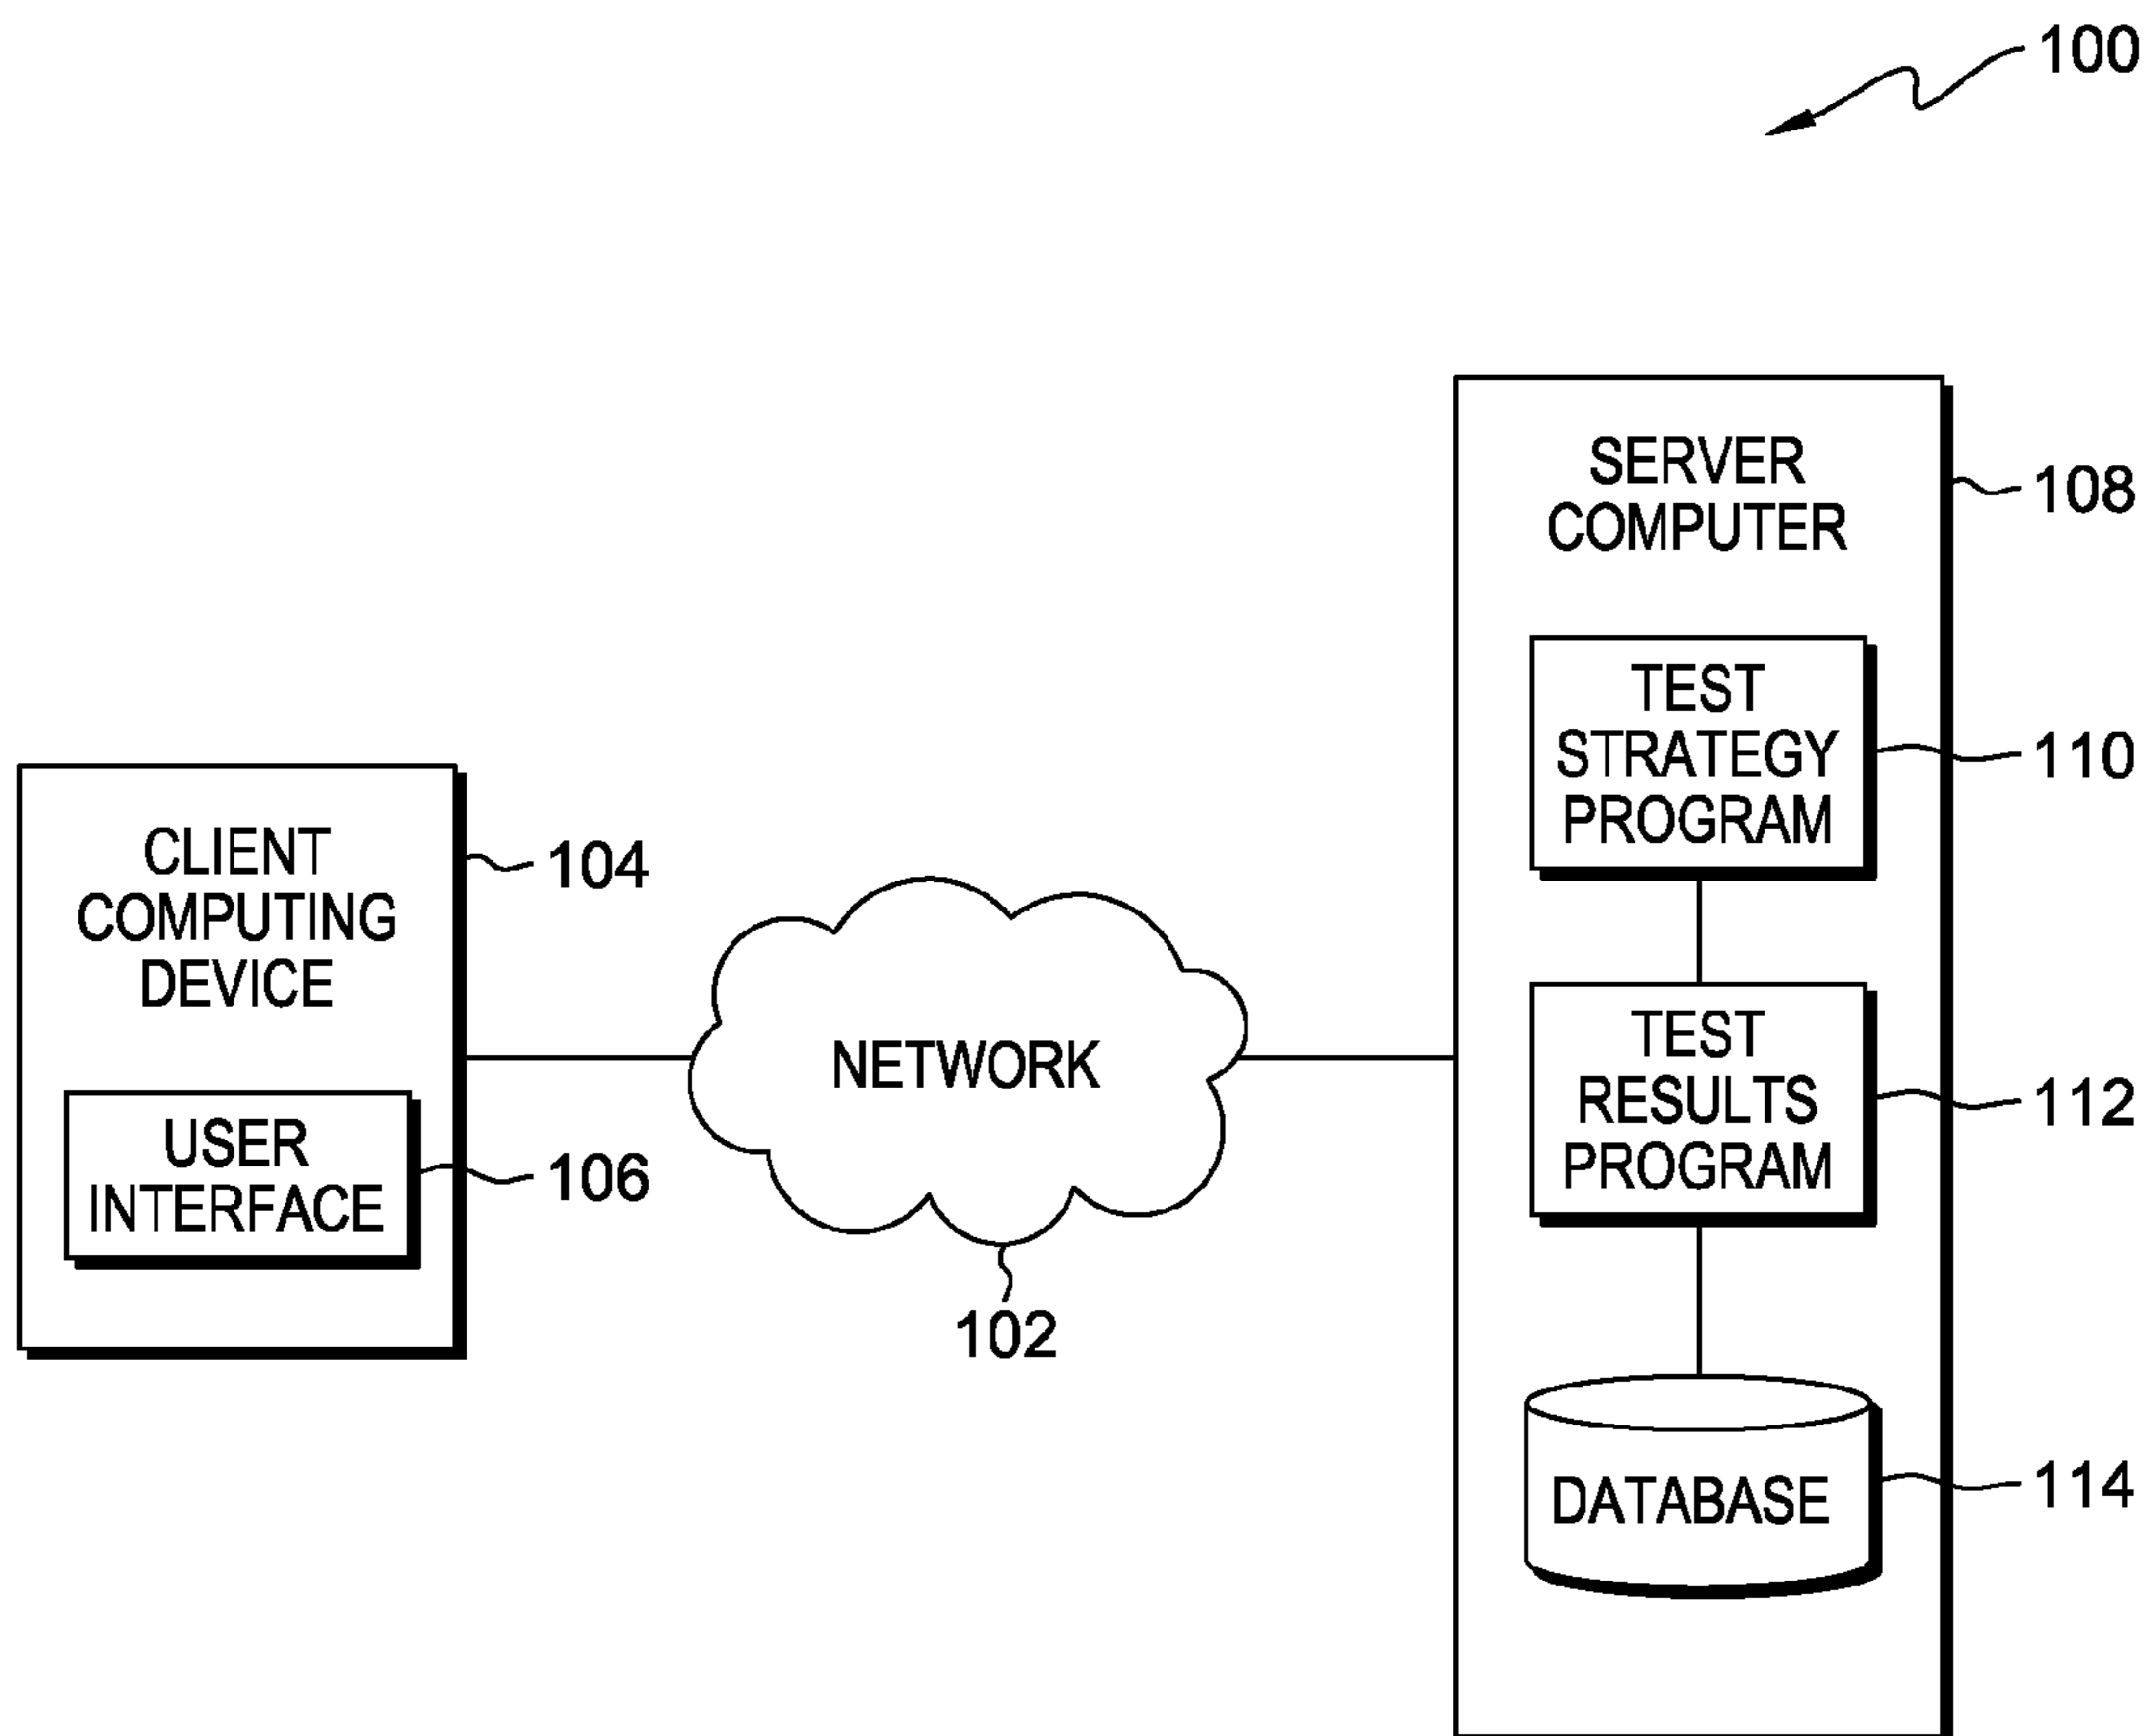 100
SERVER
COMPUTER
108
TEST
STRATEGY
PROGRAM
110
CLIENT
COMPUTING
DEVICE
104
NETWORK
102
TEST
RESULTS
PROGRAM
112
USER
INTERFACE
106
DATABASE
114